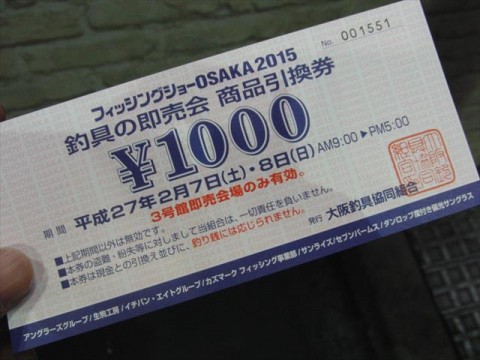 No. 001551
フィッシングショーOSAKA2015
釣具の即売会 商品引換券
¥1000
期間 平成27年2月7日(土)・8日(日) AM9:00▶PM5:00
3号館即売会場のみ有効。
■上記期間以外は無効です。
■本券の盗難・紛失等に対しまして当組合は、一切責任を負いません。
■本券は現金との引換え並びに、釣り銭には応じられません。
発行 大阪釣具協同組合
アングラーズグループ/生熊工房/イチバン・エイトグループ/カズマーク フィッシング事業部/サンライズ/セブンパームス/ダンロップ度付き偏光サングラス